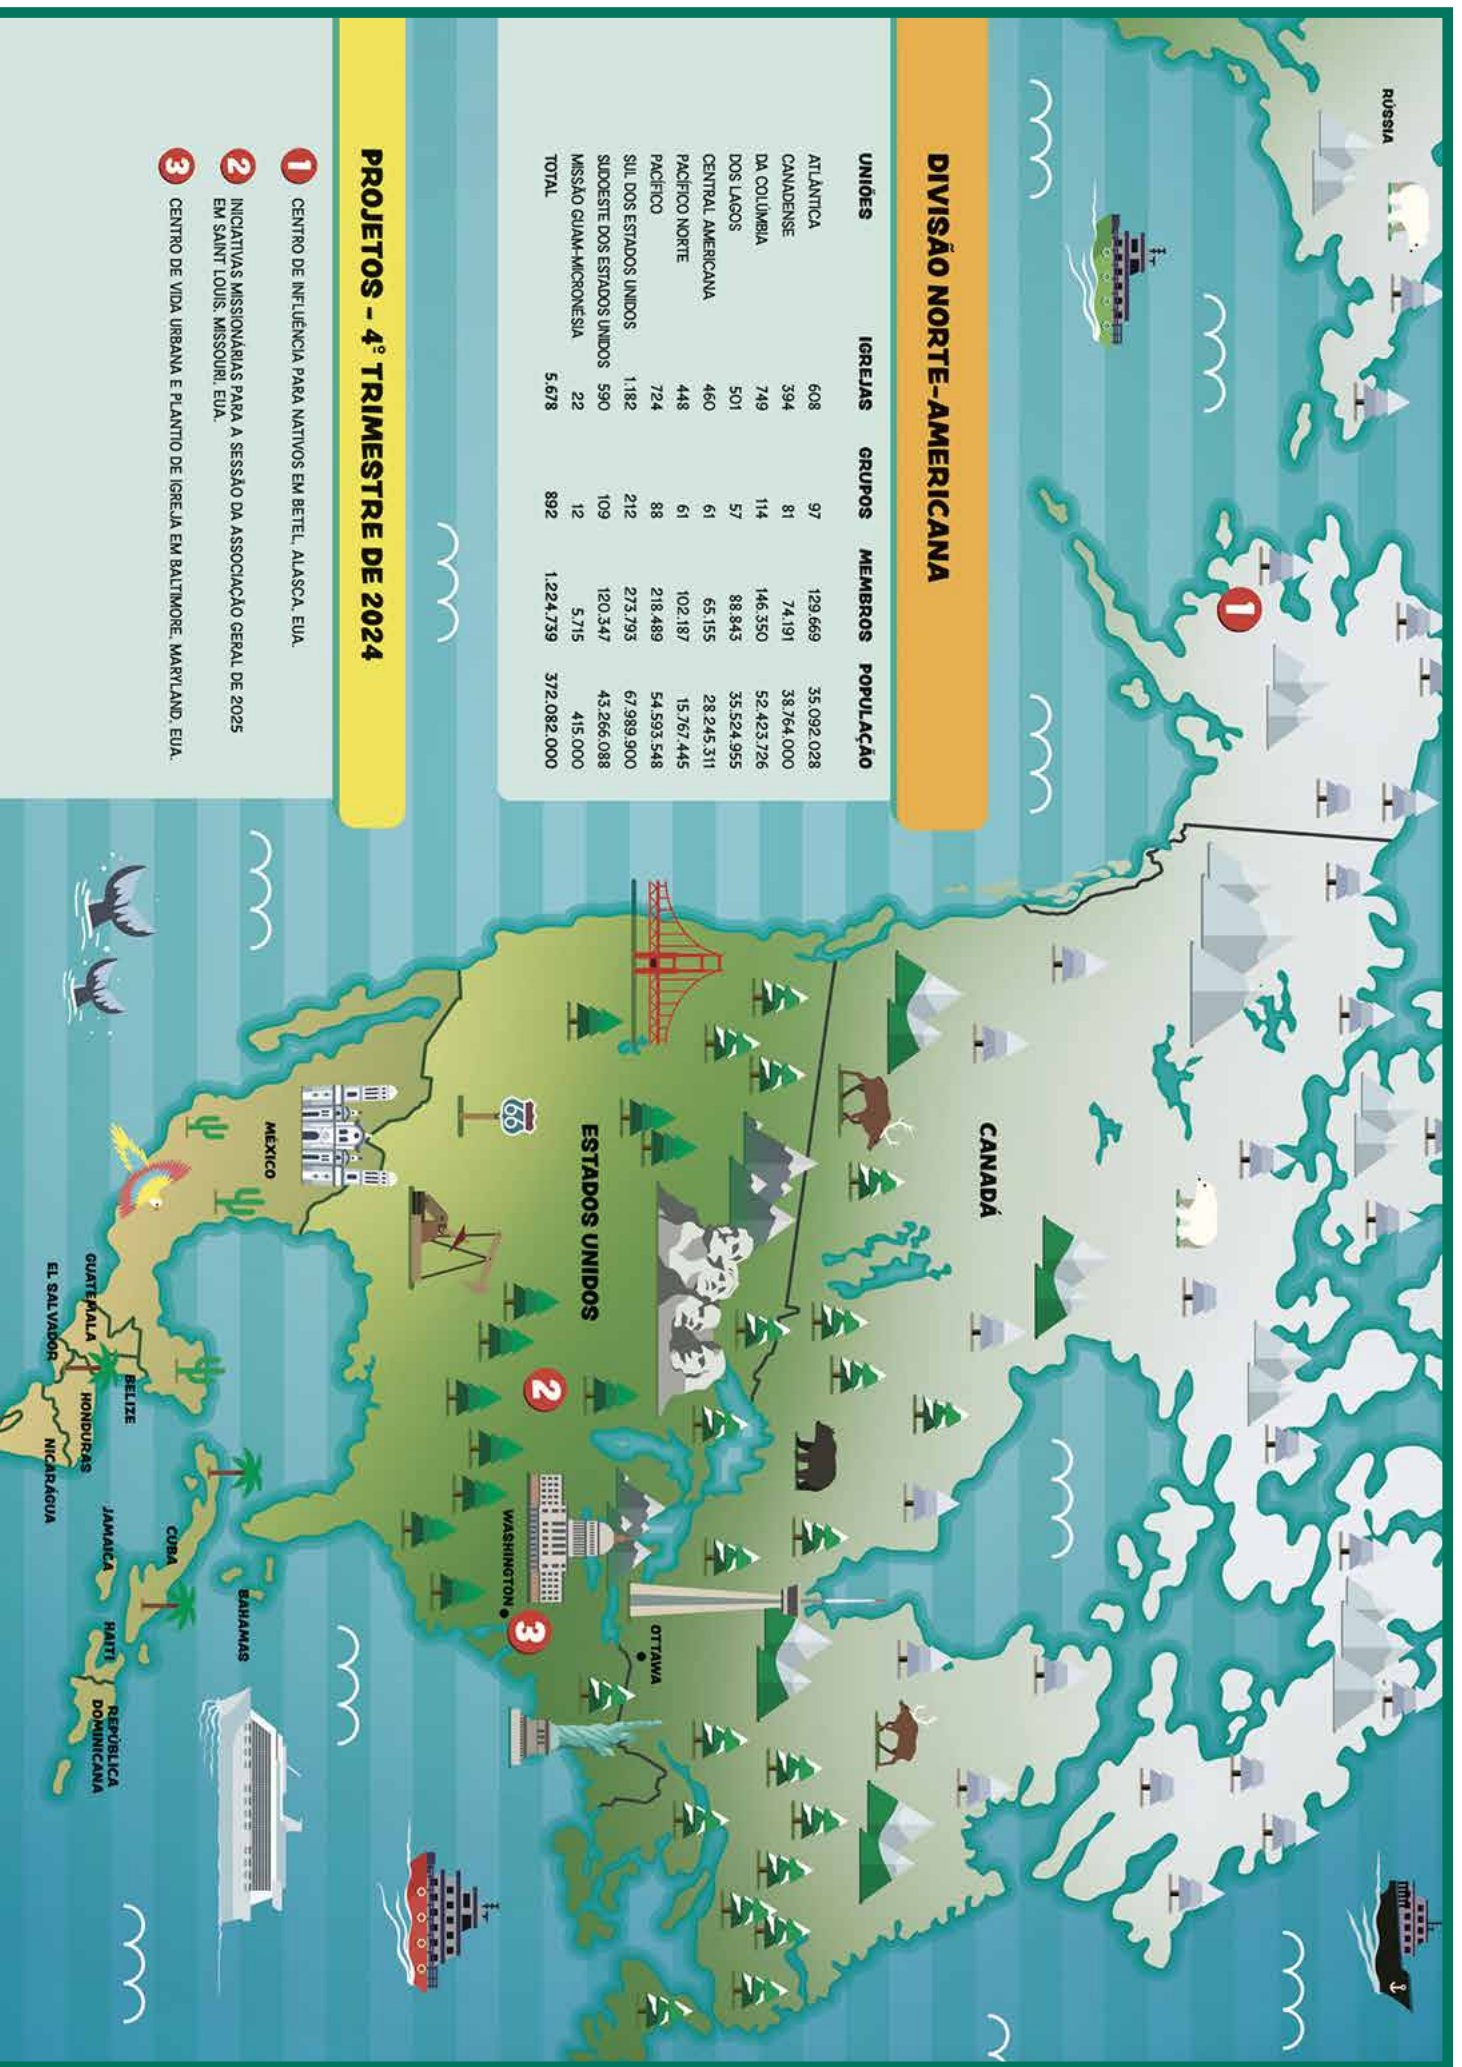 DIVISÃO NORTE-AMERICANA
UNIÕES IGREJAS GRUPOS MEMBROS POPULAÇÃO
ATLÂNTICA 608 97 129.669 35.092.028
CANADENSE 394 81 74.191 38.764.000
DA COLÚMBIA 749 114 146.350 52.423.726
DOS LAGOS 501 57 88.843 35.524.955
CENTRAL AMERICANA 460 61 65.155 28.245.311
PACÍFICO NORTE 448 61 102.187 15.767.445
PACÍFICO 724 88 218.489 54.593.548
SUL DOS ESTADOS UNIDOS 1.182 212 273.793 67.989.900
SUDOESTE DOS ESTADOS UNIDOS 590 109 120.347 43.266.088
MISSÃO GUAM-MICRONÉSIA 22 12 5.715 415.000
TOTAL 5.678 892 1.224.739 372.082.000
PROJETOS - 4º TRIMESTRE DE 2024
1 CENTRO DE INFLUÊNCIA PARA NATIVOS EM BETEL, ALASCA, EUA.
2 INICIATIVAS MISSIONÁRIAS PARA A SESSÃO DA ASSOCIAÇÃO GERAL DE 2025
EM SAINT LOUIS, MISSOURI, EUA.
3 CENTRO DE VIDA URBANA E PLANTIO DE IGREJA EM BALTIMORE, MARYLAND, EUA.
RÚSSIA
1
CANADÁ
OTTAWA
ESTADOS UNIDOS
2
66
WASHINGTON
3
MÉXICO
BAHAMAS
CUBA
BELIZE
JAMAICA
HAITI
REPÚBLICA
DOMINICANA
GUATEMALA
HONDURAS
EL SALVADOR
NICARÁGUA